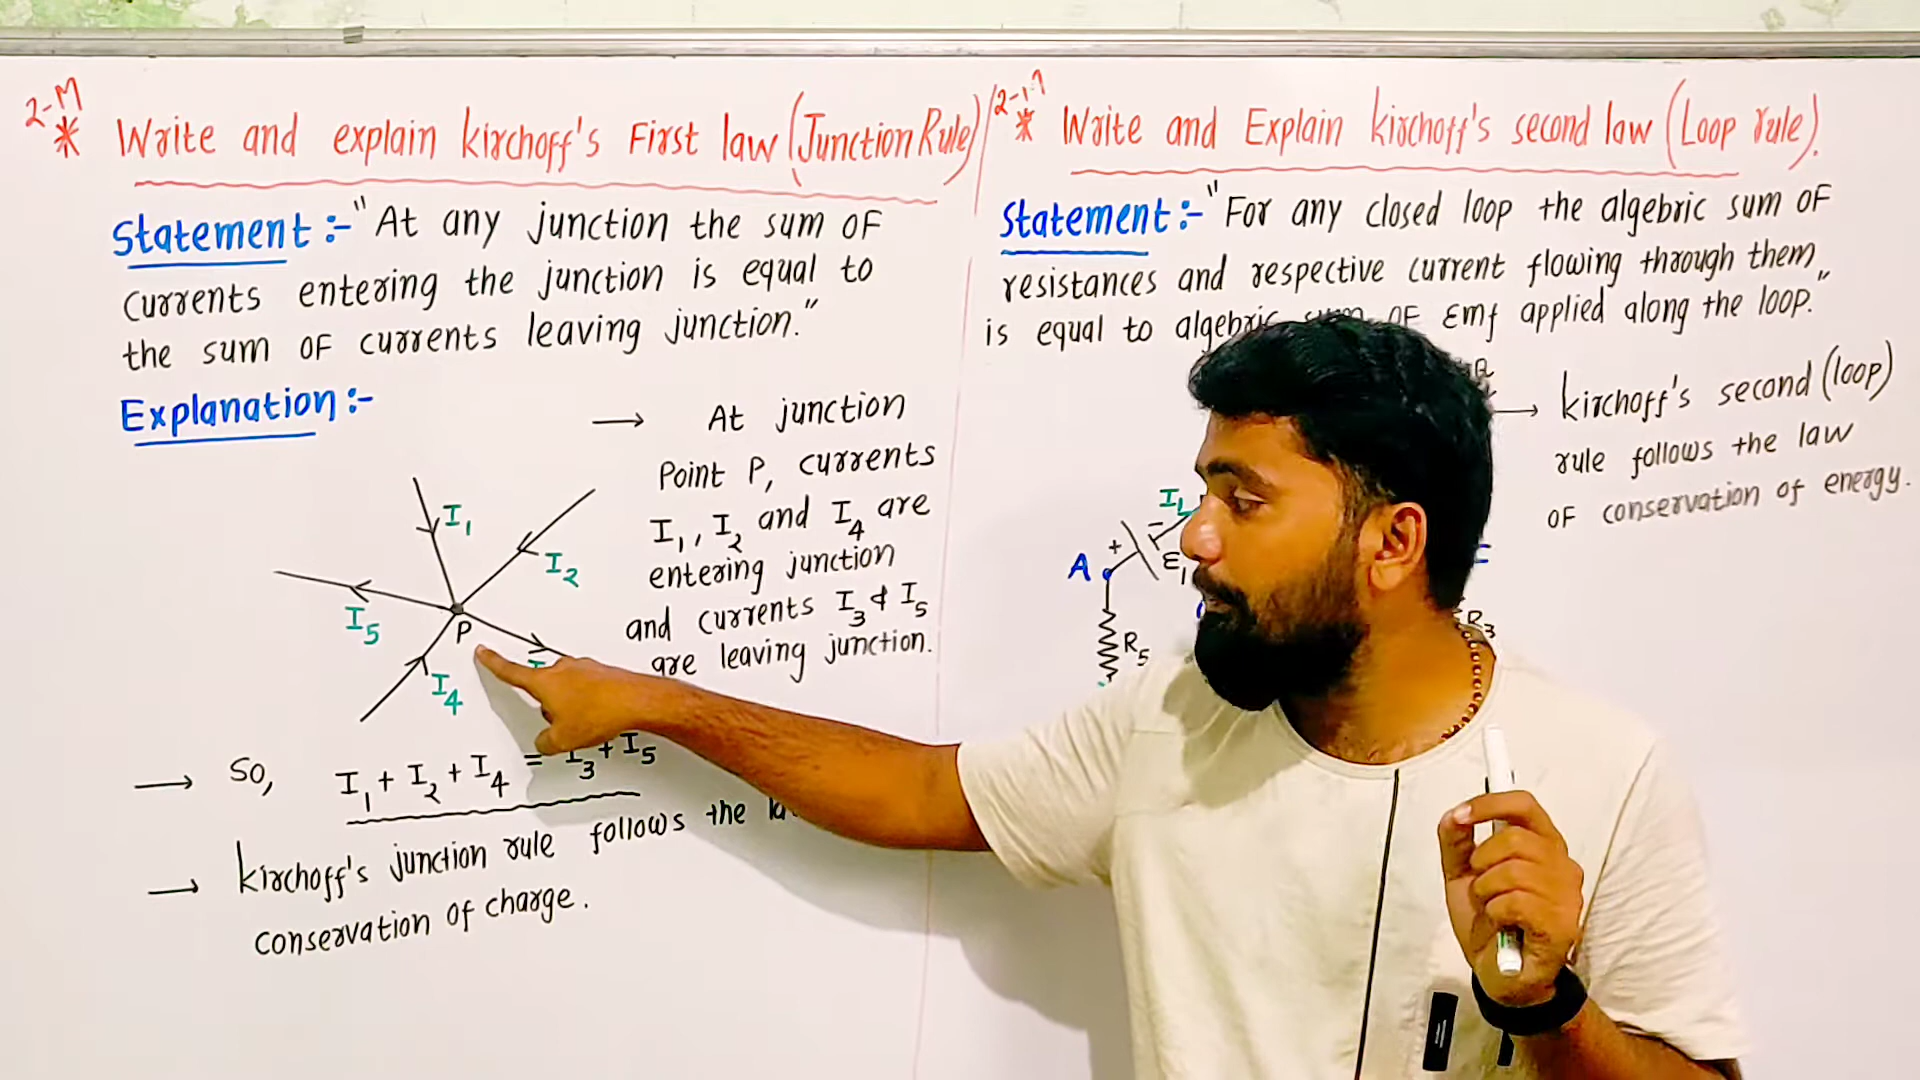 2-M
* Write and explain kirchoff's First law (Junction Rule)
Statement :- "At any junction the sum OF
currents entering the junction is equal to
the sum OF currents leaving junction."
Explanation :-
→ At junction
Point P, currents
I1, I2 and I4 are
entering junction
and currents I3 & I5
are leaving junction.
I1
I2
I5
P
I4
→ So, I1 + I2 + I4 = I3 + I5
→ kirchoff's junction rule follows the
conservation of charge.
2-M
* Write and Explain kirchoff's second law (Loop rule).
Statement :- "For any closed loop the algebric sum OF
resistances and respective current flowing through them
is equal to algebric sum OF Emf applied along the loop."
→ kirchoff's second (loop)
rule follows the law
OF conservation of energy.
A
+
-
ε1
R5
R3